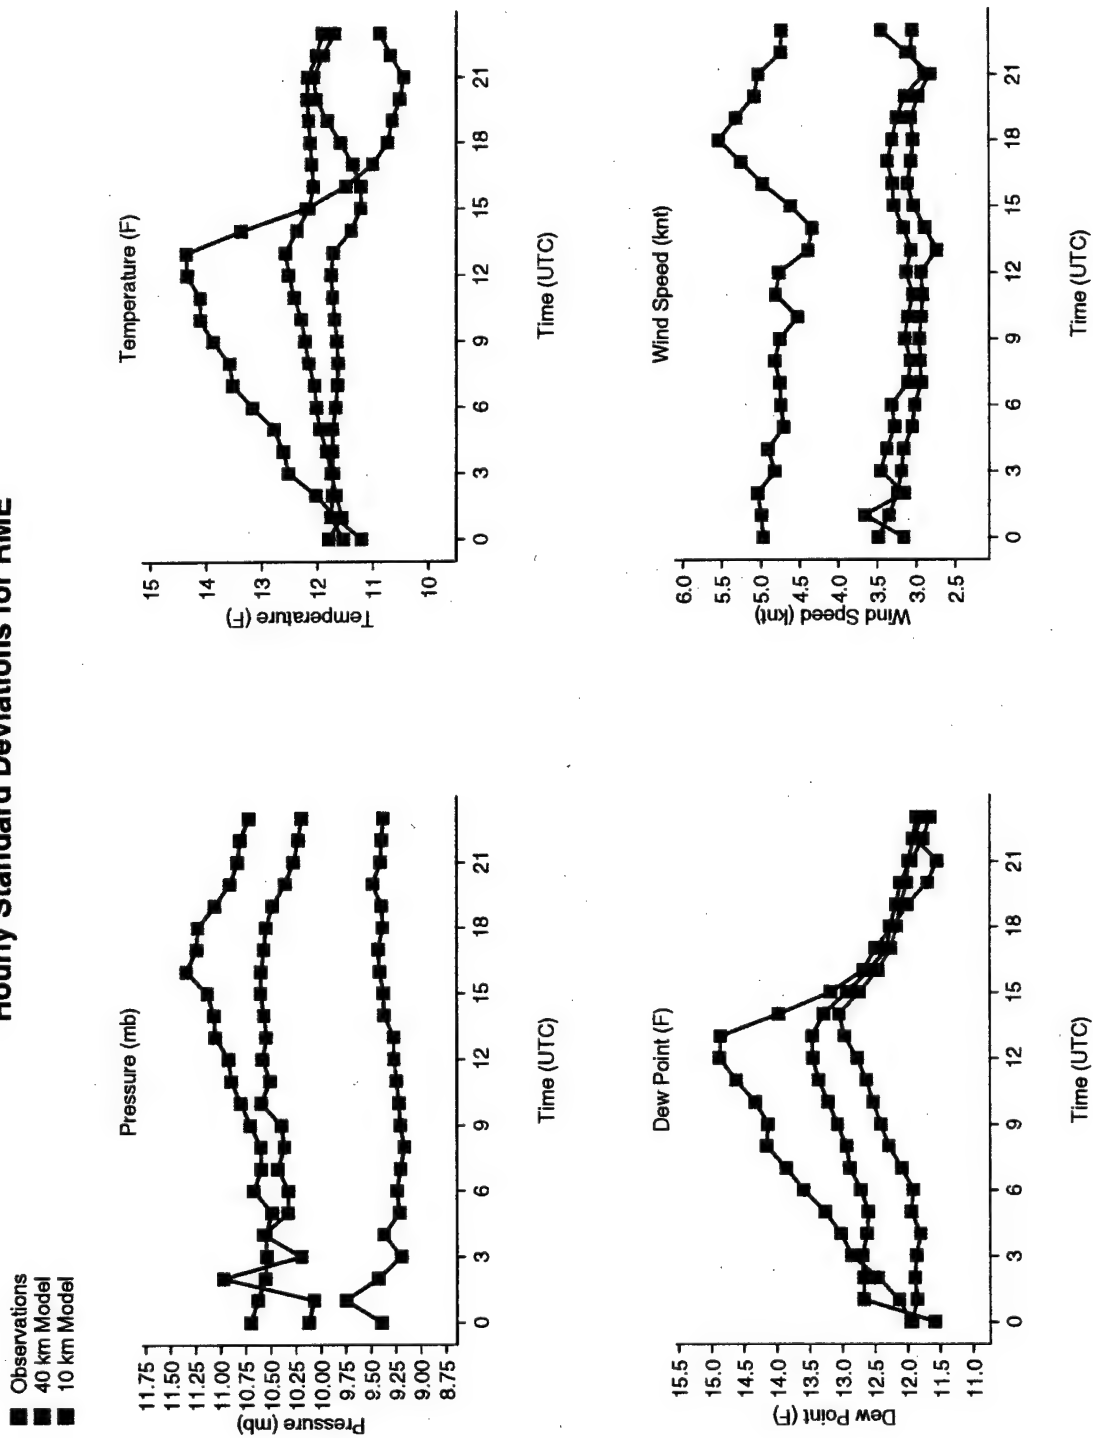 Hourly Standard Deviations for RME
Observations
40 km Model
10 km Model
Pressure (mb)
Pressure (mb)
11.75
11.50
11.25
11.00
10.75
10.50
10.25
10.00
9.75
9.50
9.25
9.00
8.75
0 3 6 9 12 15 18 21
Time (UTC)
Temperature (F)
Temperature (F)
15
14
13
12
11
10
0 3 6 9 12 15 18 21
Time (UTC)
Dew Point (F)
Dew Point (F)
15.5
15.0
14.5
14.0
13.5
13.0
12.5
12.0
11.5
11.0
0 3 6 9 12 15 18 21
Time (UTC)
Wind Speed (knt)
Wind Speed (knt)
6.0
5.5
5.0
4.5
4.0
3.5
3.0
2.5
0 3 6 9 12 15 18 21
Time (UTC)